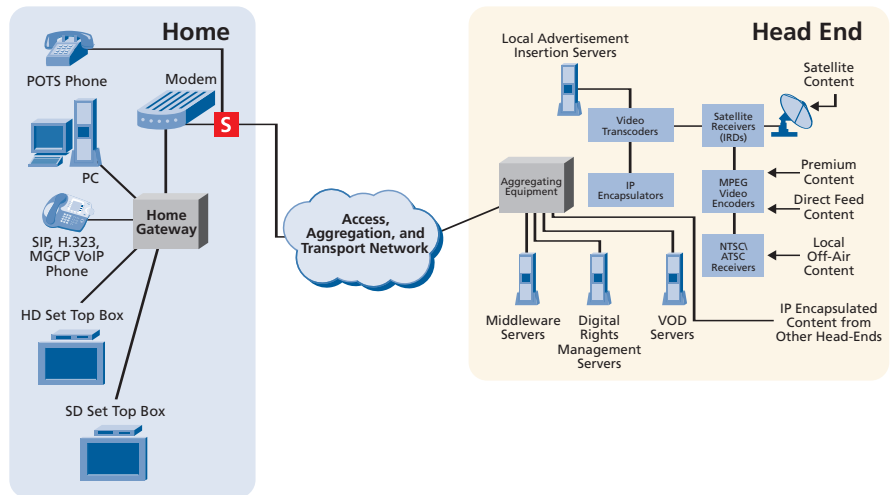 Home
POTS Phone
Modem
S
PC
Home
Gateway
SIP, H.323,
MGCP VoIP
Phone
HD Set Top Box
SD Set Top Box
Access,
Aggregation, and
Transport Network
Head End
Local Advertisement
Insertion Servers
Satellite
Content
Video
Transcoders
Satellite
Receivers
(IRDs)
Aggregating
Equipment
IP
Encapsulators
MPEG
Video
Encoders
Premium
Content
Direct Feed
Content
NTSC\
ATSC
Receivers
Local
Off-Air
Content
Middleware
Servers
Digital
Rights
Management
Servers
VOD
Servers
IP Encapsulated
Content from
Other Head-Ends